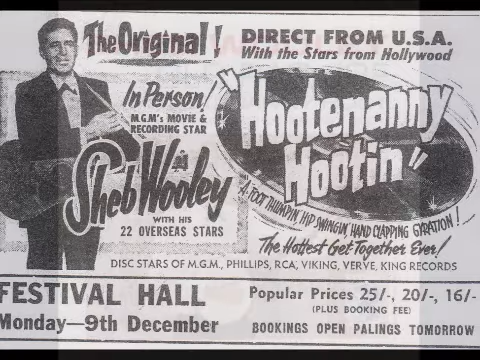 The Original!
DIRECT FROM U.S.A.
With the Stars from Hollywood
In Person!
M.G.M's MOVIE &
RECORDING STAR
Sheb Wooley
WITH HIS
22 OVERSEAS STARS
"Hootenanny
Hootin"
A FOOT THUMPIN, HIP SWINGIN, HAND CLAPPING GYRATION!
The Hottest Get Together Ever!
DISC STARS OF M.G.M., PHILLIPS, RCA, VIKING, VERVE, KING RECORDS
FESTIVAL HALL
Monday—9th December
Popular Prices 25/-, 20/-, 16/-
(PLUS BOOKING FEE)
BOOKINGS OPEN PALINGS TOMORROW